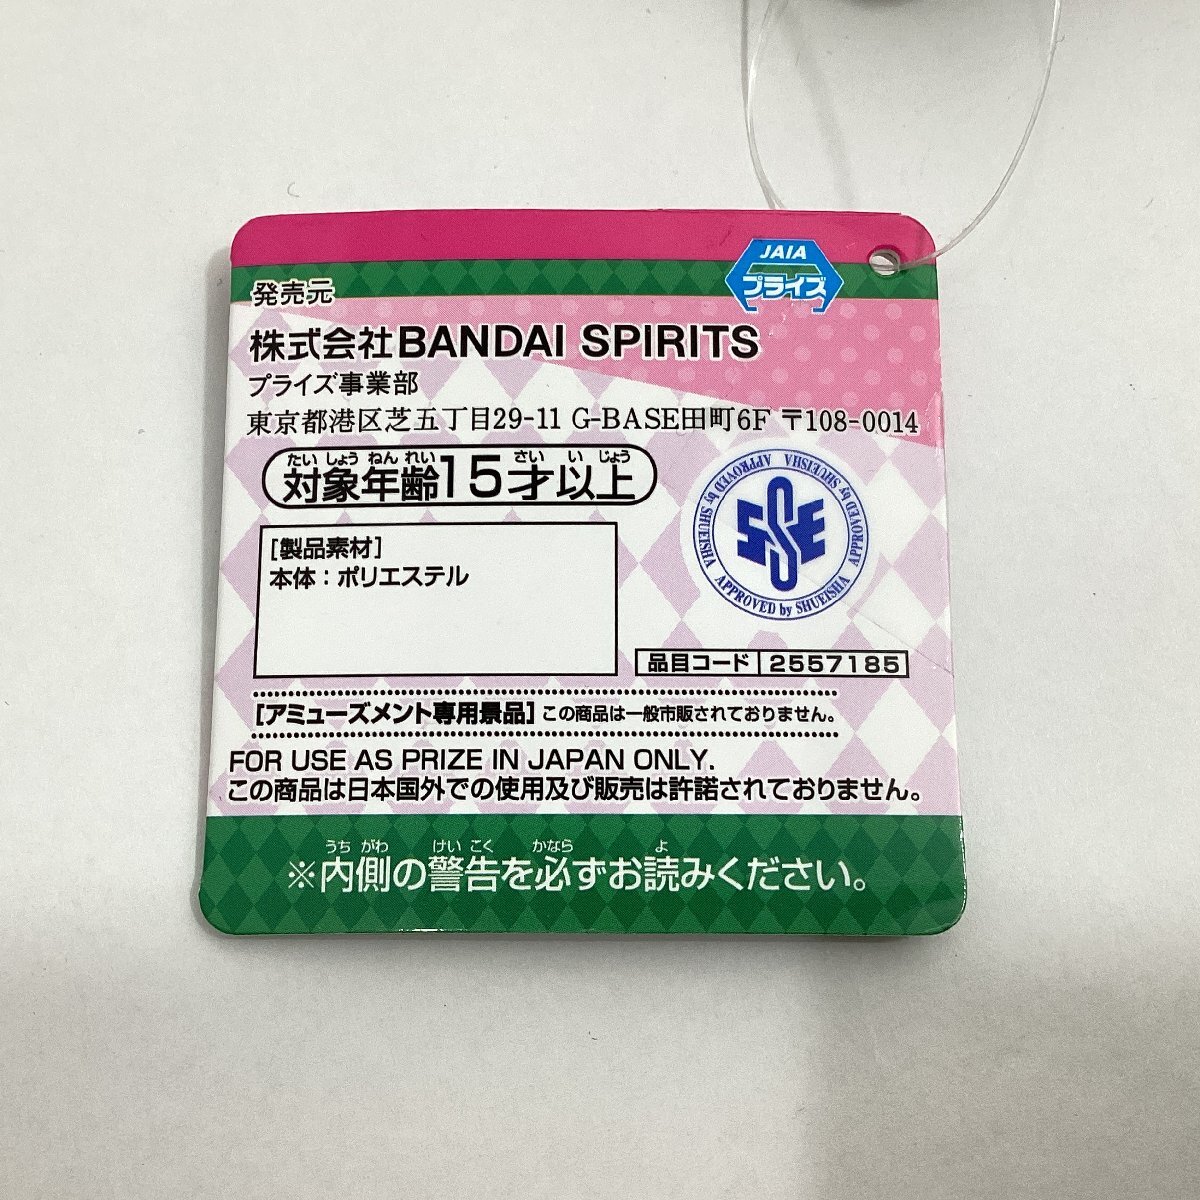 JAIA
プライズ
発売元
株式会社BANDAI SPIRITS
プライズ事業部
東京都港区芝五丁目29-11 G-BASE田町6F 〒108-0014
たいしょうねんれい さいいじょう
対象年齢15才以上
[製品素材]
本体：ポリエステル
APPROVED by SHUEISHA APPROVED by SHUEISHA APPROVED by SHUEISHA
SSE
品目コード 2557185
[アミューズメント専用景品] この商品は一般市販されておりません。
FOR USE AS PRIZE IN JAPAN ONLY.
この商品は日本国外での使用及び販売は許諾されておりません。
うちがわ けいこく かなら よ
※内側の警告を必ずお読みください。